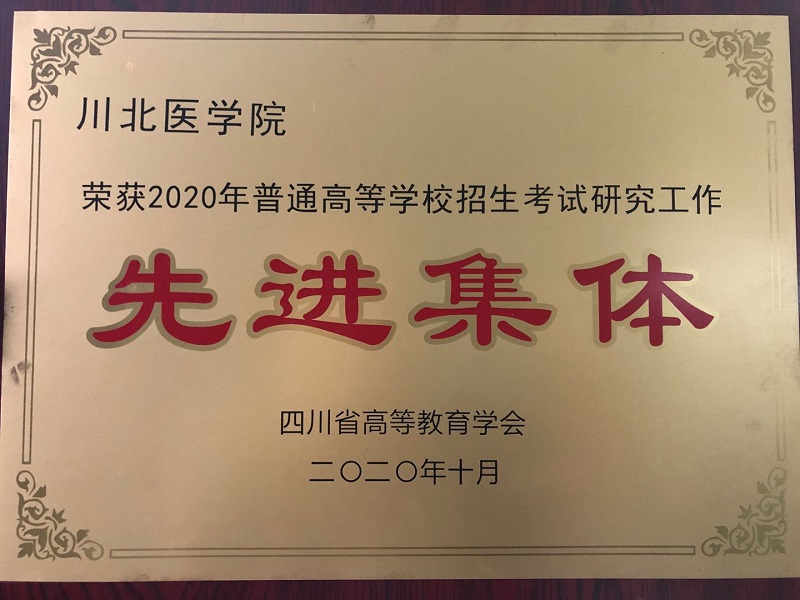 川北医学院
荣获2020年普通高等学校招生考试研究工作
先进集体
四川省高等教育学会
二〇二〇年十月